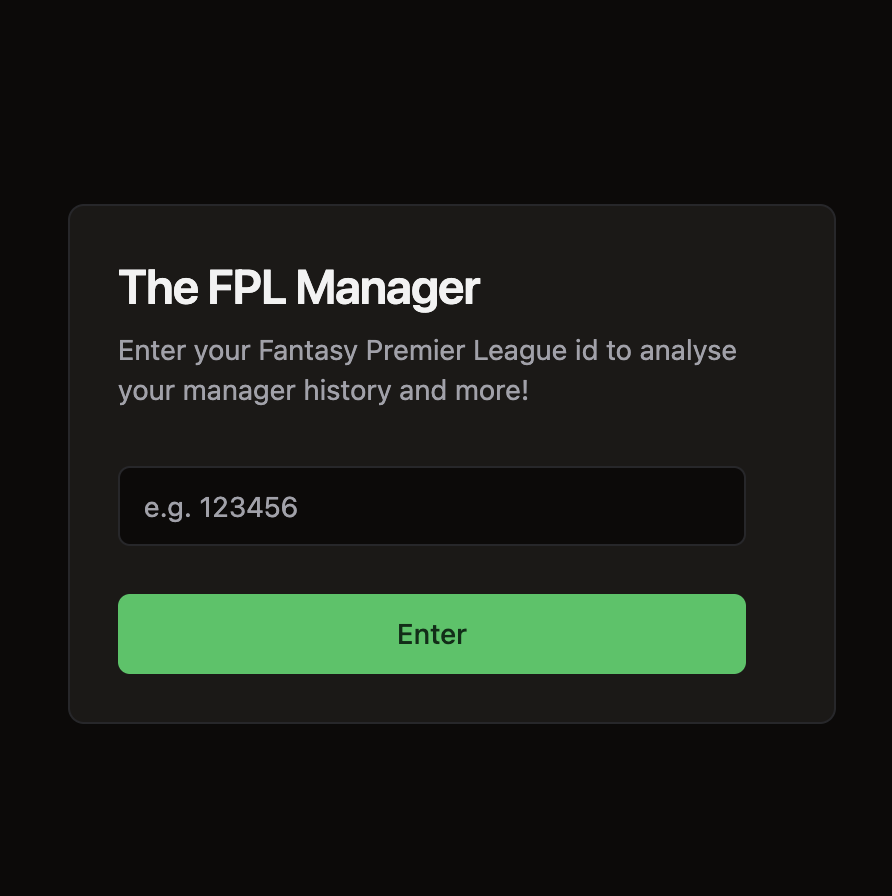 The FPL Manager
Enter your Fantasy Premier League id to analyse
your manager history and more!
e.g. 123456
Enter